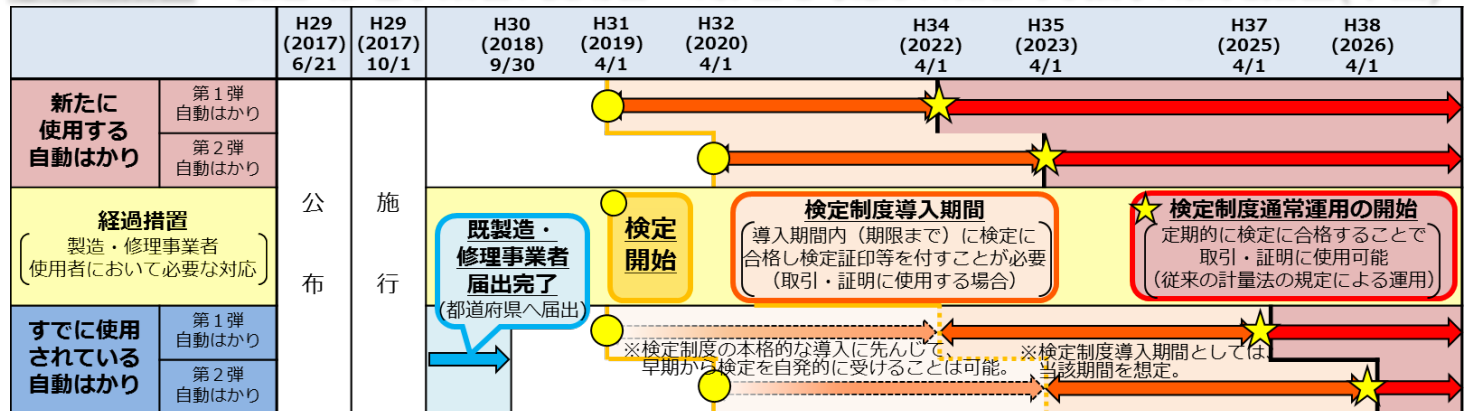 H29
(2017)
6/21
H29
(2017)
10/1
H30
(2018)
9/30
H31
(2019)
4/1
H32
(2020)
4/1
H34
(2022)
4/1
H35
(2023)
4/1
H37
(2025)
4/1
H38
(2026)
4/1
新たに
使用する
自動はかり
第1弾
自動はかり
第2弾
自動はかり
公
布
施
行
経過措置
製造・修理事業者
使用者において必要な対応
既製造・
修理事業者
届出完了
(都道府県へ届出)
検定
開始
検定制度導入期間
導入期間内（期限まで）に検定に
合格し検定証印等を付すことが必要
（取引・証明に使用する場合）
検定制度通常運用の開始
定期的に検定に合格することで
取引・証明に使用可能
(従来の計量法の規定による運用)
すでに使用
されている
自動はかり
第1弾
自動はかり
第2弾
自動はかり
※検定制度の本格的な導入に先んじて、
早期から検定を自発的に受けることは可能。
※検定制度導入期間としては、
当該期間を想定。